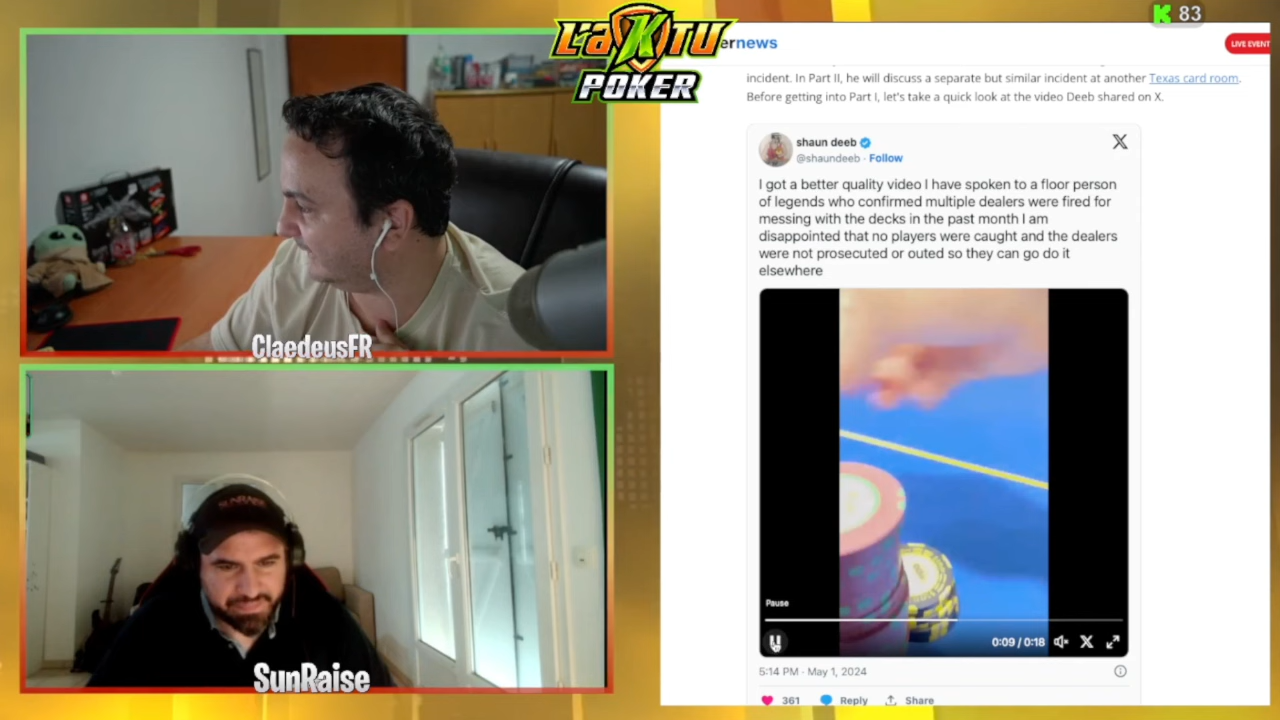 L'aKTU
POKER
K 83
ernews
LIVE EVENT
incident. In Part II, he will discuss a separate but similar incident at another Texas card room.
Before getting into Part I, let's take a quick look at the video Deeb shared on X.
shaun deeb
@shaundeeb · Follow
I got a better quality video I have spoken to a floor person
of legends who confirmed multiple dealers were fired for
messing with the decks in the past month I am
disappointed that no players were caught and the dealers
were not prosecuted or outed so they can go do it
elsewhere
Pause
0:09 / 0:18
5:14 PM · May 1, 2024
361 Reply Share
ClaedeusFR
SunRaise